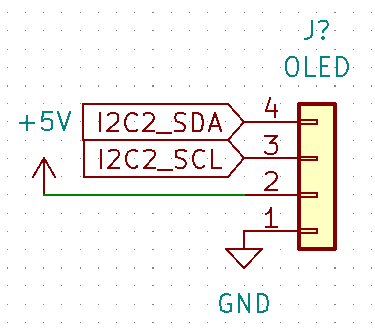 J?
OLED
+5V
I2C2_SDA
4
I2C2_SCL
3
2
1
GND